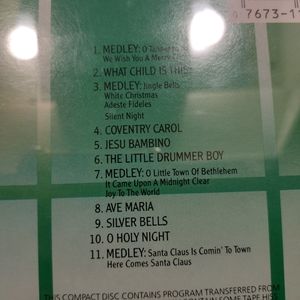 7673-1
1. MEDLEY: O
We Wish You A Merry
2. WHAT CHILD IS THIS
3. MEDLEY: Jingle Bells
White Christmas
Adeste Fideles
Silent Night
4. COVENTRY CAROL
5. JESU BAMBINO
6. THE LITTLE DRUMMER BOY
7. MEDLEY: O Little Town Of Bethlehem
It Came Upon A Midnight Clear
Joy To The World
8. AVE MARIA
9. SILVER BELLS
10. O HOLY NIGHT
11. MEDLEY: Santa Claus Is Comin' To Town
Here Comes Santa Claus
THIS COMPACT DISC CONTAINS PROGRAM TRANSFERRED FROM
CONTAIN SOME TAPE HISS